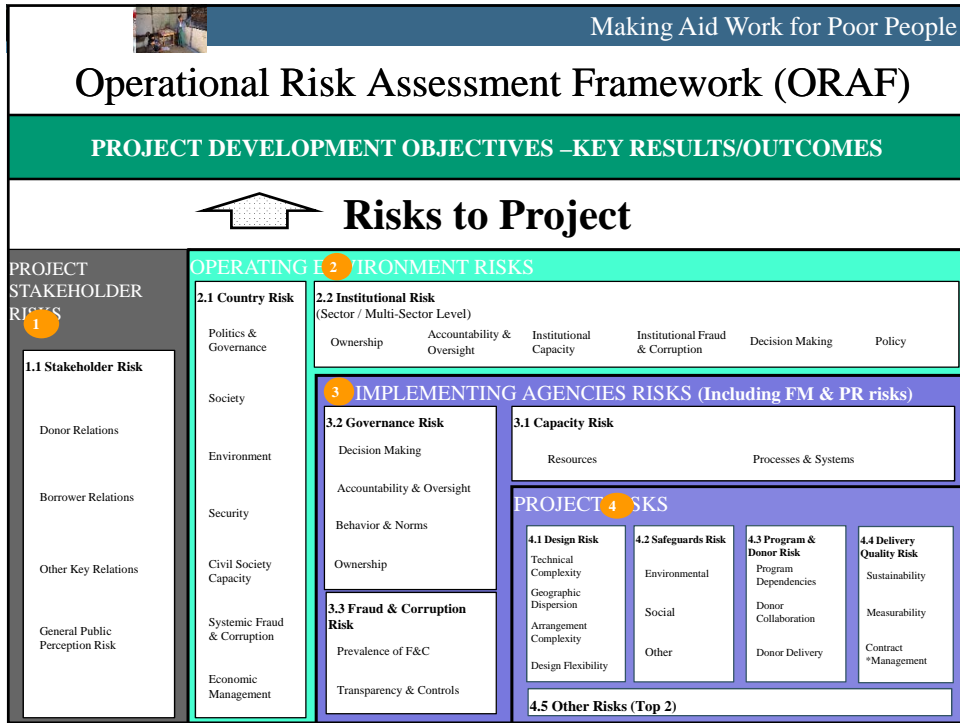 Making Aid Work for Poor People
Operational Risk Assessment Framework (ORAF)
PROJECT DEVELOPMENT OBJECTIVES –KEY RESULTS/OUTCOMES
Risks to Project
PROJECT
STAKEHOLDER
RISKS
1
1.1 Stakeholder Risk
Donor Relations
Borrower Relations
Other Key Relations
General Public
Perception Risk
OPERATING ENVIRONMENT RISKS
2
2.1 Country Risk
Politics &
Governance
Society
Environment
Security
Civil Society
Capacity
Systemic Fraud
& Corruption
Economic
Management
2.2 Institutional Risk
(Sector / Multi-Sector Level)
Ownership
Accountability &
Oversight
Institutional
Capacity
Institutional Fraud
& Corruption
Decision Making
Policy
3
IMPLEMENTING AGENCIES RISKS (Including FM & PR risks)
3.2 Governance Risk
Decision Making
Accountability & Oversight
Behavior & Norms
Ownership
3.3 Fraud & Corruption
Risk
Prevalence of F&C
Transparency & Controls
3.1 Capacity Risk
Resources
Processes & Systems
PROJECT RISKS
4
4.1 Design Risk
Technical
Complexity
Geographic
Dispersion
Arrangement
Complexity
Design Flexibility
4.2 Safeguards Risk
Environmental
Social
Other
4.3 Program &
Donor Risk
Program
Dependencies
Donor
Collaboration
Donor Delivery
4.4 Delivery
Quality Risk
Sustainability
Measurability
Contract
*Management
4.5 Other Risks (Top 2)